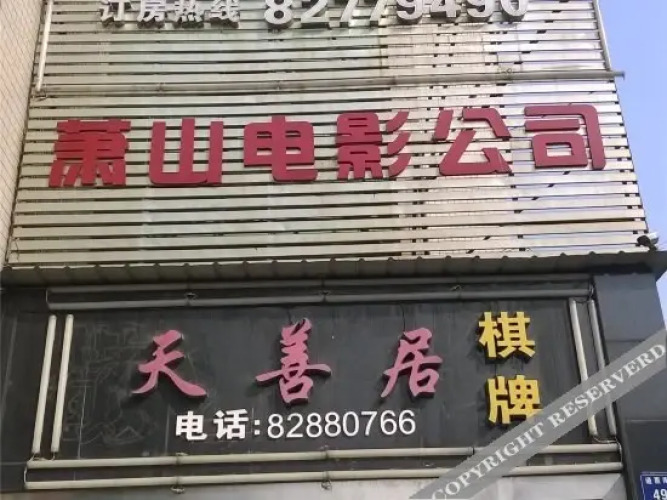 订房热线 82779490
萧山电影公司
天善居
棋牌
电话:82880766
COPYRIGHT RESERVERD